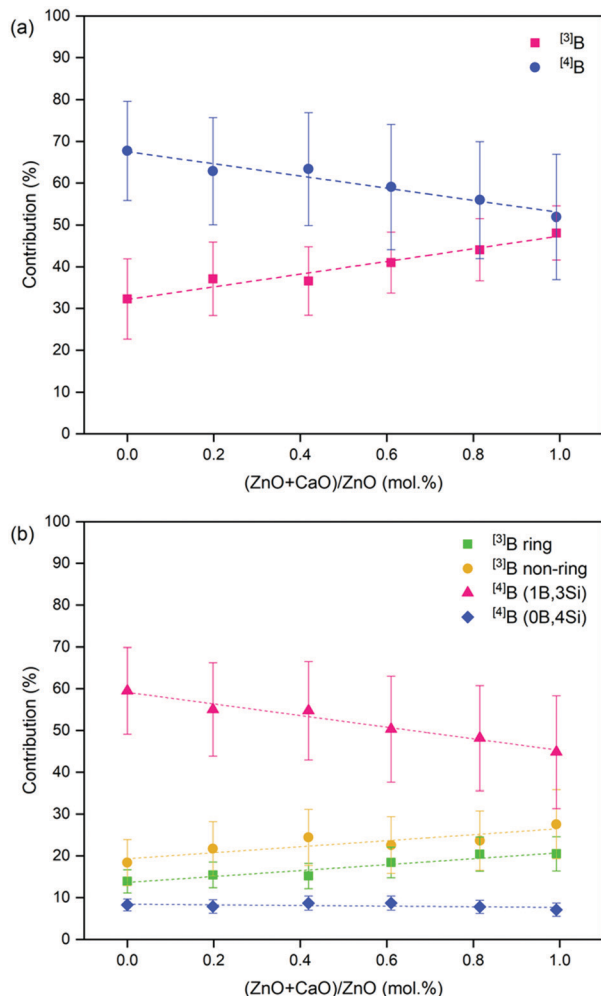 (a)
100
[3]B
[4]B
90
80
70
60
50
40
30
20
10
0
Contribution (%)
0.0 0.2 0.4 0.6 0.8 1.0
(ZnO+CaO)/ZnO (mol.%)
(b)
100
[3]B ring
[3]B non-ring
[4]B (1B,3Si)
[4]B (0B,4Si)
90
80
70
60
50
40
30
20
10
0
Contribution (%)
0.0 0.2 0.4 0.6 0.8 1.0
(ZnO+CaO)/ZnO (mol.%)